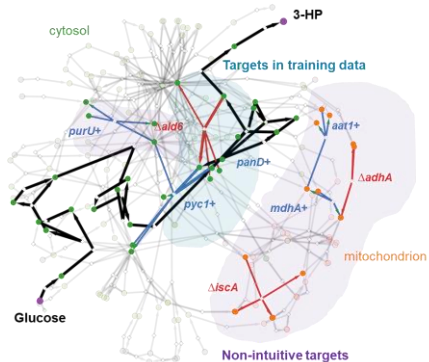 3-HP
cytosol
Targets in training data
purU+
Δald6
aat1+
panD+
ΔadhA
pyc1+
mdhA+
mitochondrion
ΔiscA
Glucose
Non-intuitive targets